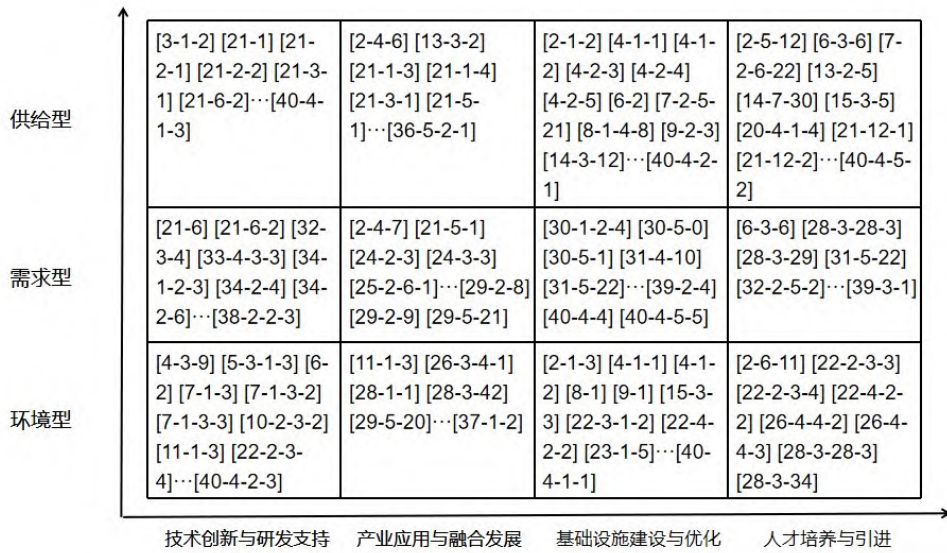 供给型
[3-1-2] [21-1] [21-
2-1] [21-2-2] [21-3-
1] [21-6-2]···[40-4-
1-3]
[2-4-6] [13-3-2]
[21-1-3] [21-1-4]
[21-3-1] [21-5-
1]···[36-5-2-1]
[2-1-2] [4-1-1] [4-1-
2] [4-2-3] [4-2-4]
[4-2-5] [6-2] [7-2-5-
21] [8-1-4-8] [9-2-3]
[14-3-12]···[40-4-2-
1]
[2-5-12] [6-3-6] [7-
2-6-22] [13-2-5]
[14-7-30] [15-3-5]
[20-4-1-4] [21-12-1]
[21-12-2]···[40-4-5-
2]
需求型
[21-6] [21-6-2] [32-
3-4] [33-4-3-3] [34-
1-2-3] [34-2-4] [34-
2-6]···[38-2-2-3]
[2-4-7] [21-5-1]
[24-2-3] [24-3-3]
[25-2-6-1]···[29-2-8]
[29-2-9] [29-5-21]
[30-1-2-4] [30-5-0]
[30-5-1] [31-4-10]
[31-5-22]···[39-2-4]
[40-4-4] [40-4-5-5]
[6-3-6] [28-3-28-3]
[28-3-29] [31-5-22]
[32-2-5-2]···[39-3-1]
环境型
[4-3-9] [5-3-1-3] [6-
2] [7-1-3] [7-1-3-2]
[7-1-3-3] [10-2-3-2]
[11-1-3] [22-2-3-
4]···[40-4-2-3]
[11-1-3] [26-3-4-1]
[28-1-1] [28-3-42]
[29-5-20]···[37-1-2]
[2-1-3] [4-1-1] [4-1-
2] [8-1] [9-1] [15-3-
3] [22-3-1-2] [22-4-
2-2] [23-1-5]···[40-
4-1-1]
[2-6-11] [22-2-3-3]
[22-2-3-4] [22-4-2-
2] [26-4-4-2] [26-4-
4-3] [28-3-28-3]
[28-3-34]
技术创新与研发支持 产业应用与融合发展 基础设施建设与优化 人才培养与引进